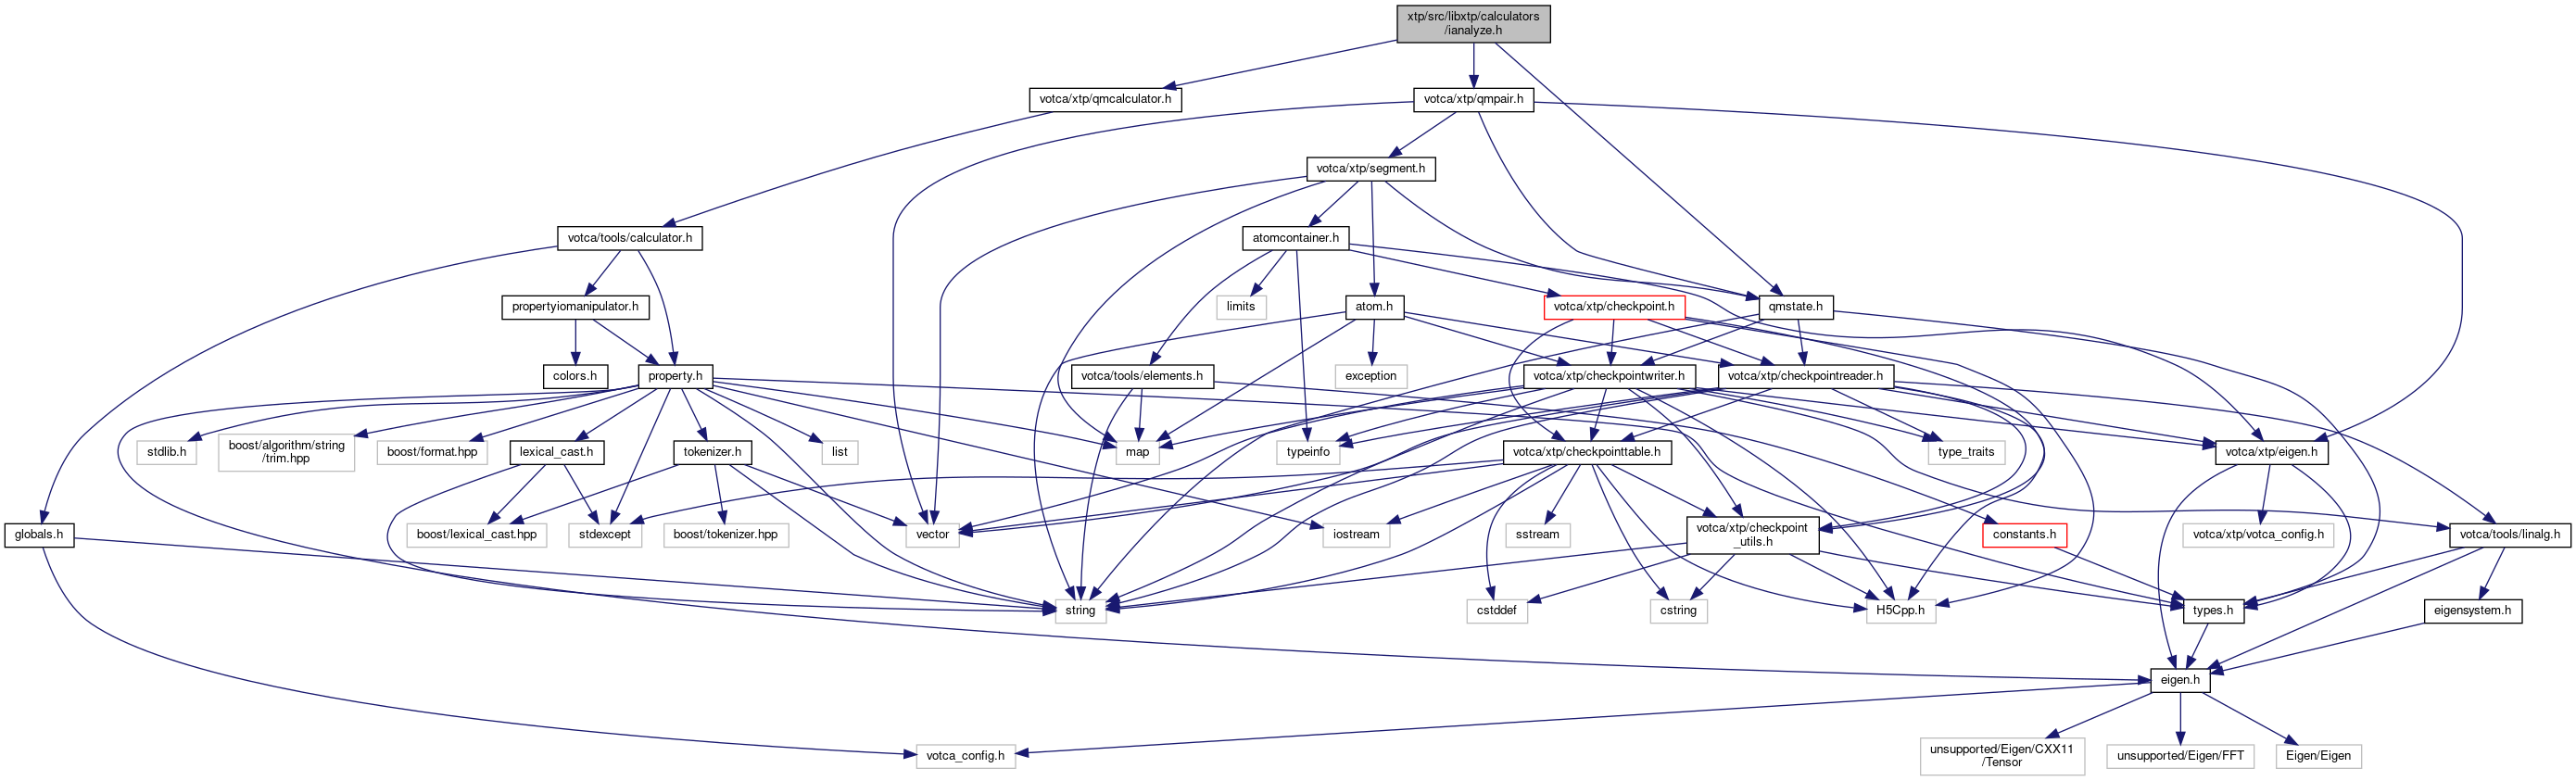 xtp/src/libxtp/calculators
/ianalyze.h
votca/xtp/qmcalculator.h
votca/xtp/qmpair.h
votca/xtp/segment.h
votca/tools/calculator.h
atomcontainer.h
propertyiomanipulator.h
limits
atom.h
votca/xtp/checkpoint.h
qmstate.h
colors.h
property.h
votca/tools/elements.h
exception
votca/xtp/checkpointwriter.h
votca/xtp/checkpointreader.h
stdlib.h
boost/algorithm/string
/trim.hpp
boost/format.hpp
lexical_cast.h
tokenizer.h
list
map
typeinfo
votca/xtp/checkpointtable.h
type_traits
votca/xtp/eigen.h
globals.h
boost/lexical_cast.hpp
stdexcept
boost/tokenizer.hpp
vector
iostream
sstream
votca/xtp/checkpoint
_utils.h
constants.h
votca/xtp/votca_config.h
votca/tools/linalg.h
string
cstddef
cstring
H5Cpp.h
types.h
eigensystem.h
eigen.h
votca_config.h
unsupported/Eigen/CXX11
/Tensor
unsupported/Eigen/FFT
Eigen/Eigen